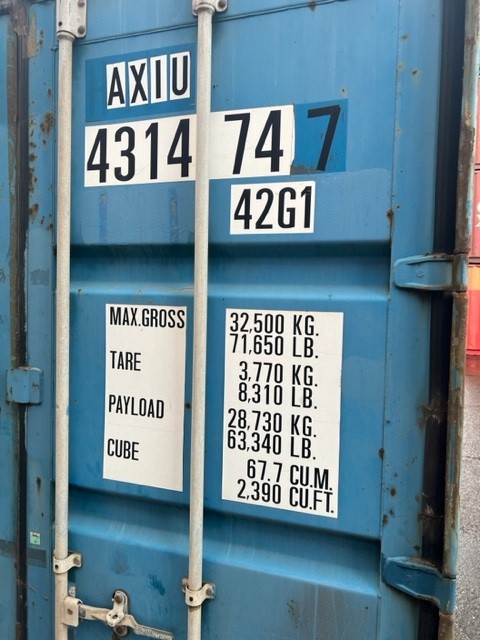 AXIU
4314 74 7
42G1
MAX.GROSS 32,500 KG.
71,650 LB.
TARE 3,770 KG.
8,310 LB.
PAYLOAD 28,730 KG.
63,340 LB.
CUBE 67.7 CU.M.
2,390 CU.FT.